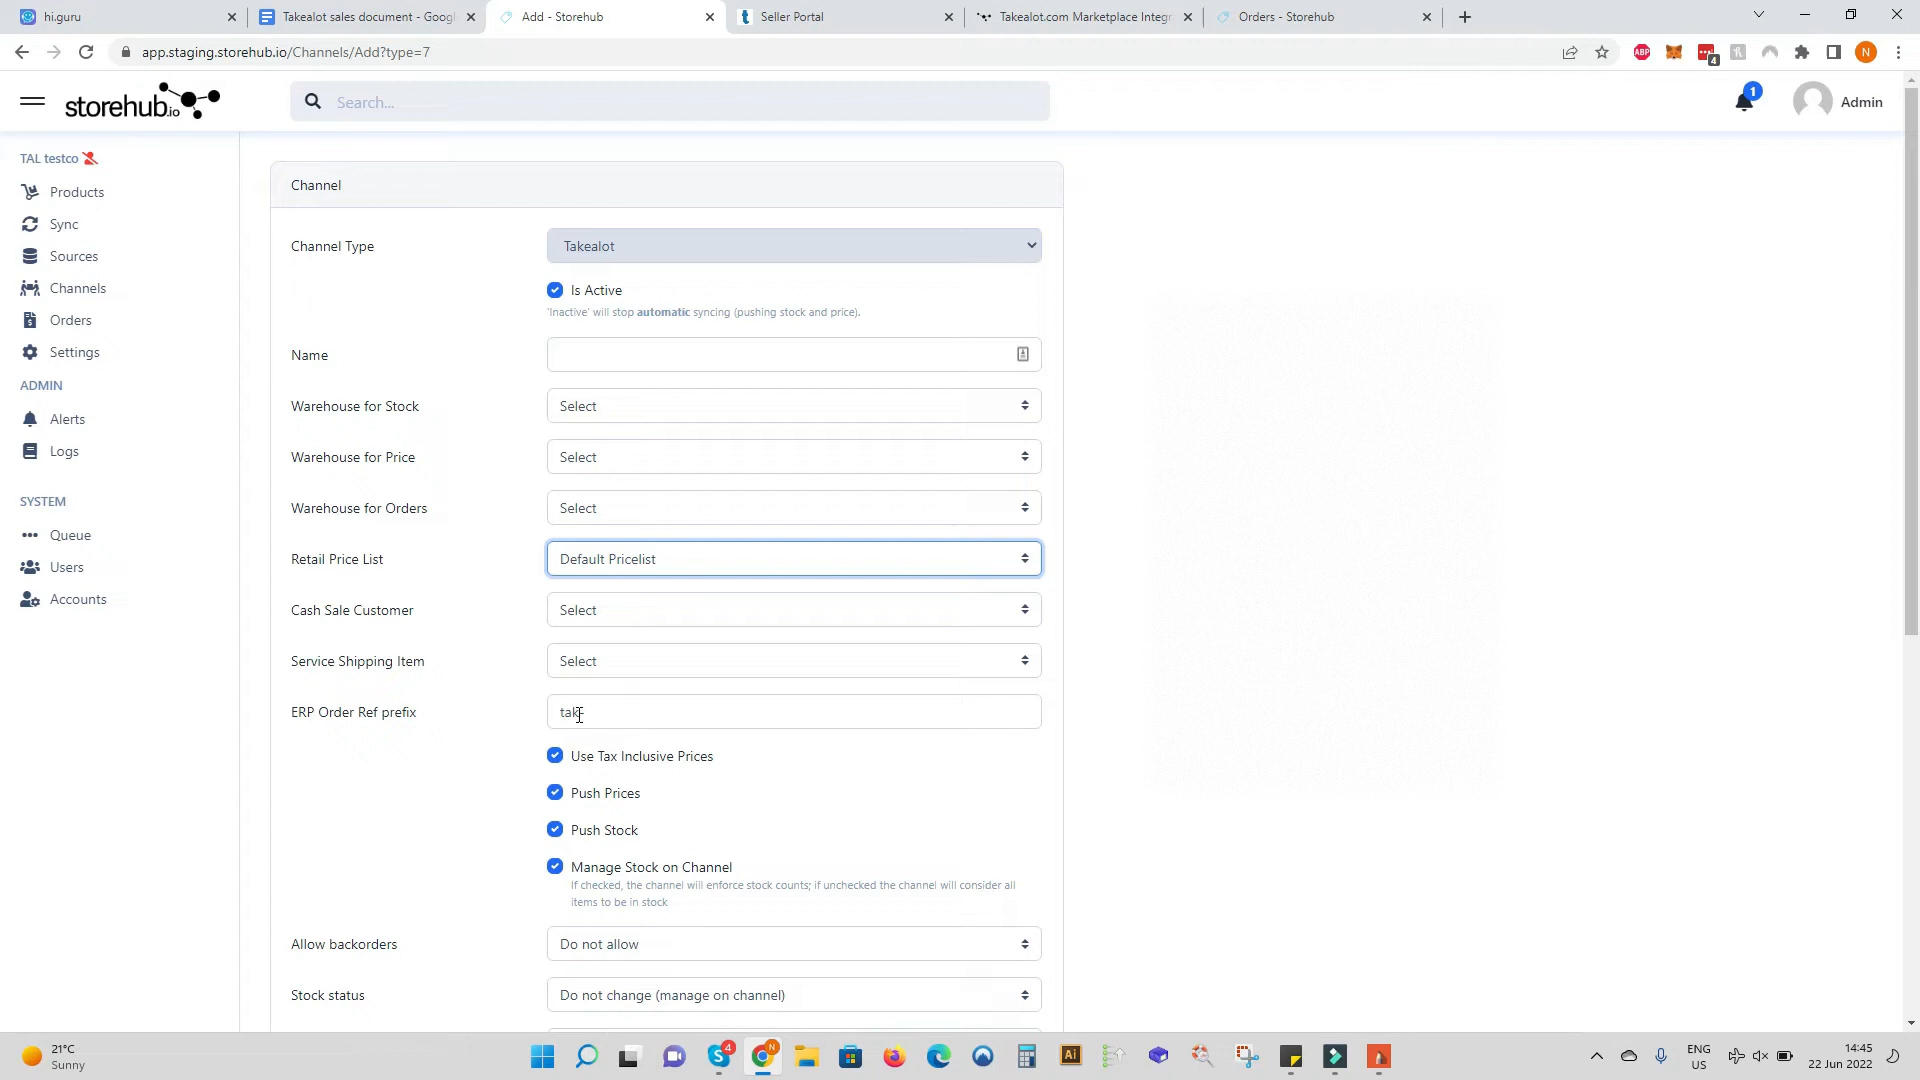 hi.guru
Takealot sales document - Googl
Add - Storehub
Seller Portal
Takealot.com Marketplace Integr
Orders - Storehub
app.staging.storehub.io/Channels/Add?type=7
ABP
4
N
storehub.io
Search...
1
Admin
TAL testco
Products
Sync
Sources
Channels
Orders
Settings
ADMIN
Alerts
Logs
SYSTEM
Queue
Users
Accounts
Channel
Channel Type
Takealot
Is Active
'Inactive' will stop automatic syncing (pushing stock and price).
Name
Warehouse for Stock
Select
Warehouse for Price
Select
Warehouse for Orders
Select
Retail Price List
Default Pricelist
Cash Sale Customer
Select
Service Shipping Item
Select
ERP Order Ref prefix
tak
Use Tax Inclusive Prices
Push Prices
Push Stock
Manage Stock on Channel
If checked, the channel will enforce stock counts; if unchecked the channel will consider all
items to be in stock
Allow backorders
Do not allow
Stock status
Do not change (manage on channel)
21°C
Sunny
4
N
Ai
ENG
US
14:45
22 Jun 2022